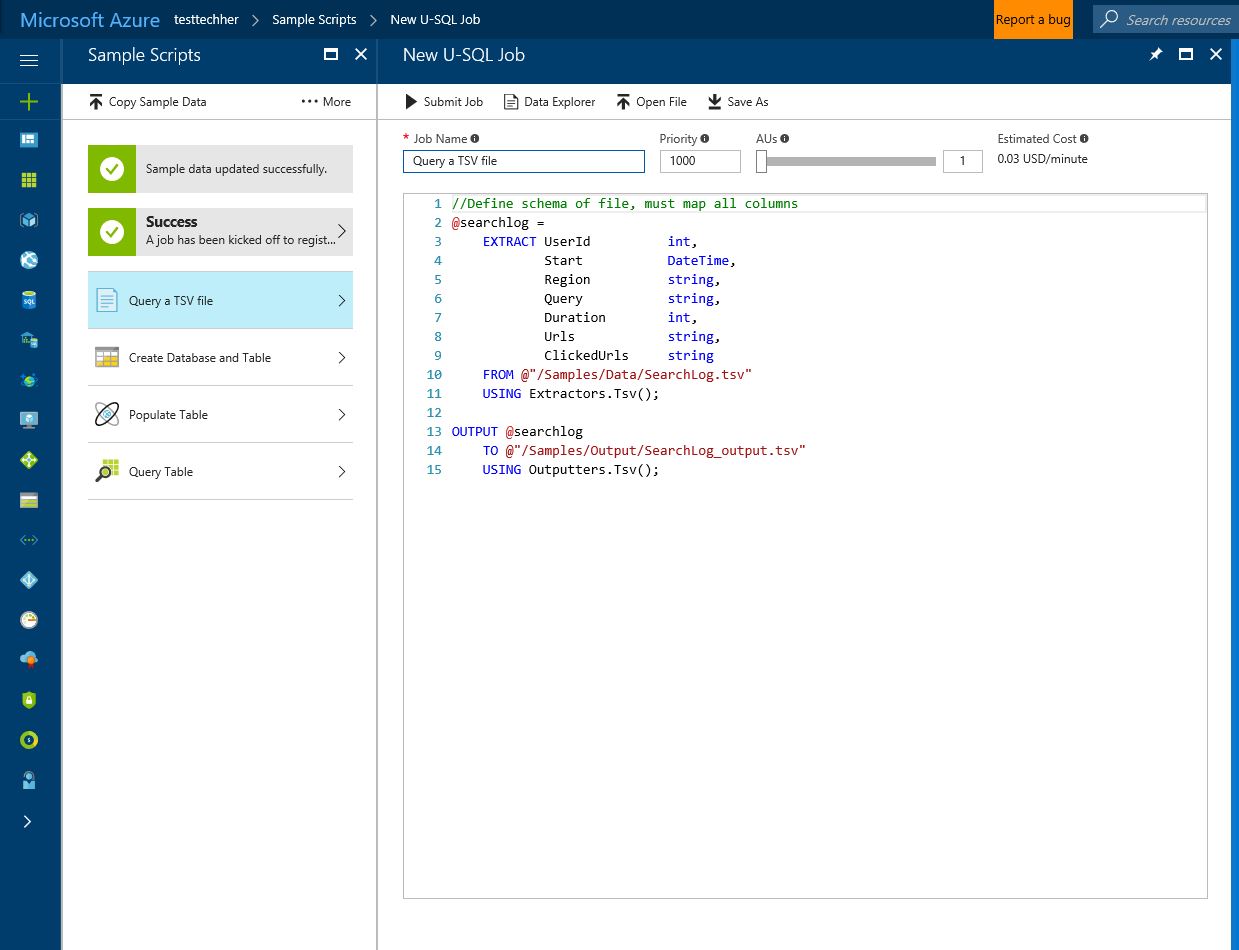 Microsoft Azure testtechher > Sample Scripts > New U-SQL Job Report a bug Search resources
Sample Scripts
Copy Sample Data ••• More
Sample data updated successfully.
Success
A job has been kicked off to regist...
Query a TSV file
Create Database and Table
Populate Table
Query Table
New U-SQL Job
Submit Job Data Explorer Open File Save As
* Job Name Priority AUs Estimated Cost
Query a TSV file 1000 1 0.03 USD/minute
1 //Define schema of file, must map all columns
2 @searchlog =
3 EXTRACT UserId int,
4 Start DateTime,
5 Region string,
6 Query string,
7 Duration int,
8 Urls string,
9 ClickedUrls string
10 FROM @"/Samples/Data/SearchLog.tsv"
11 USING Extractors.Tsv();
12
13 OUTPUT @searchlog
14 TO @"/Samples/Output/SearchLog_output.tsv"
15 USING Outputters.Tsv();